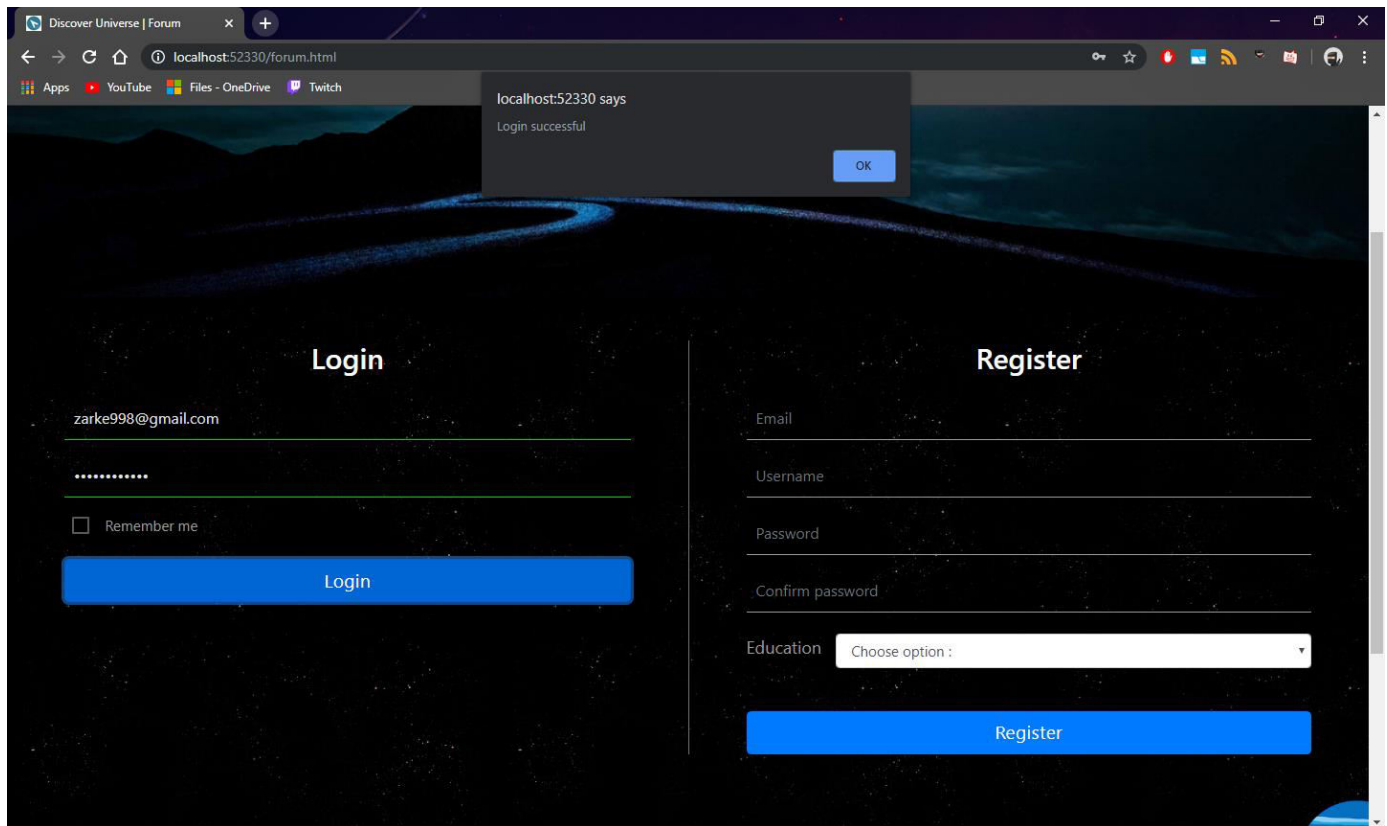 Discover Universe | Forum
localhost:52330/forum.html
Apps YouTube Files - OneDrive Twitch
localhost:52330 says
Login successful
OK
Login
zarke998@gmail.com
••••••••••••
Remember me
Login
Register
Email
Username
Password
Confirm password
Education Choose option :
Register